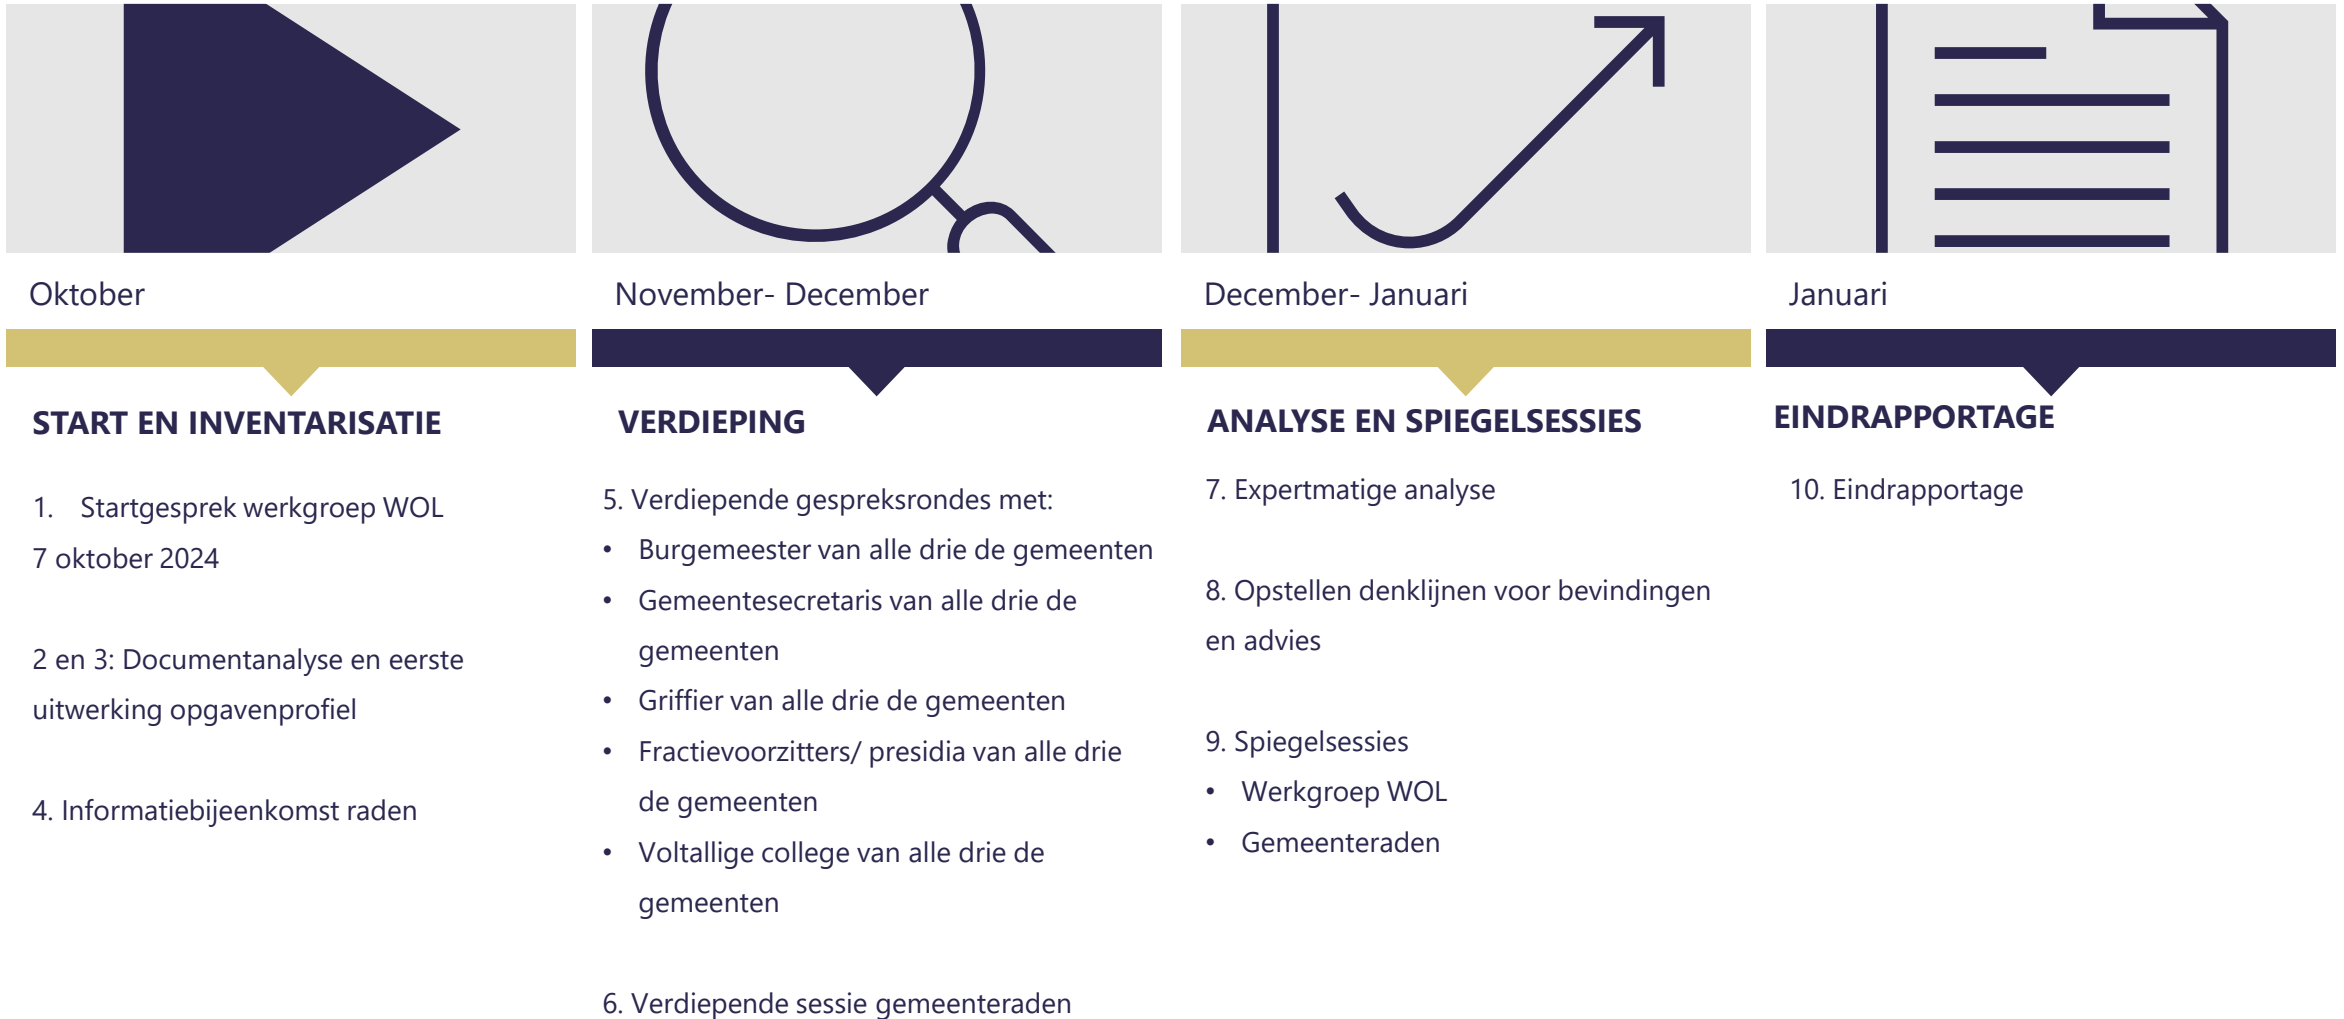 Oktober
START EN INVENTARISATIE
1. Startgesprek werkgroep WOL
7 oktober 2024
2 en 3: Documentanalyse en eerste
uitwerking opgavenprofiel
4. Informatiebijeenkomst raden
November- December
VERDIEPING
5. Verdiepende gespreksrondes met:
• Burgemeester van alle drie de gemeenten
• Gemeentesecretaris van alle drie de
gemeenten
• Griffier van alle drie de gemeenten
• Fractievoorzitters/ presidia van alle drie
de gemeenten
• Voltallige college van alle drie de
gemeenten
6. Verdiepende sessie gemeenteraden
December- Januari
ANALYSE EN SPIEGELSESSIES
7. Expertmatige analyse
8. Opstellen denklijnen voor bevindingen
en advies
9. Spiegelsessies
• Werkgroep WOL
• Gemeenteraden
Januari
EINDRAPPORTAGE
10. Eindrapportage